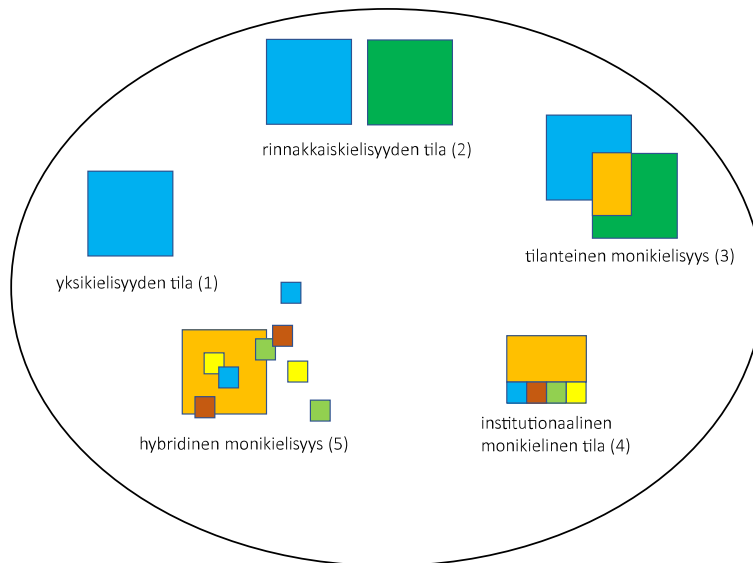 rinnakkaiskielisyyden tila (2)
tilanteinen monikielisyys (3)
yksikielisyyden tila (1)
hybridinen monikielisyys (5)
institutionaalinen
monikielinen tila (4)